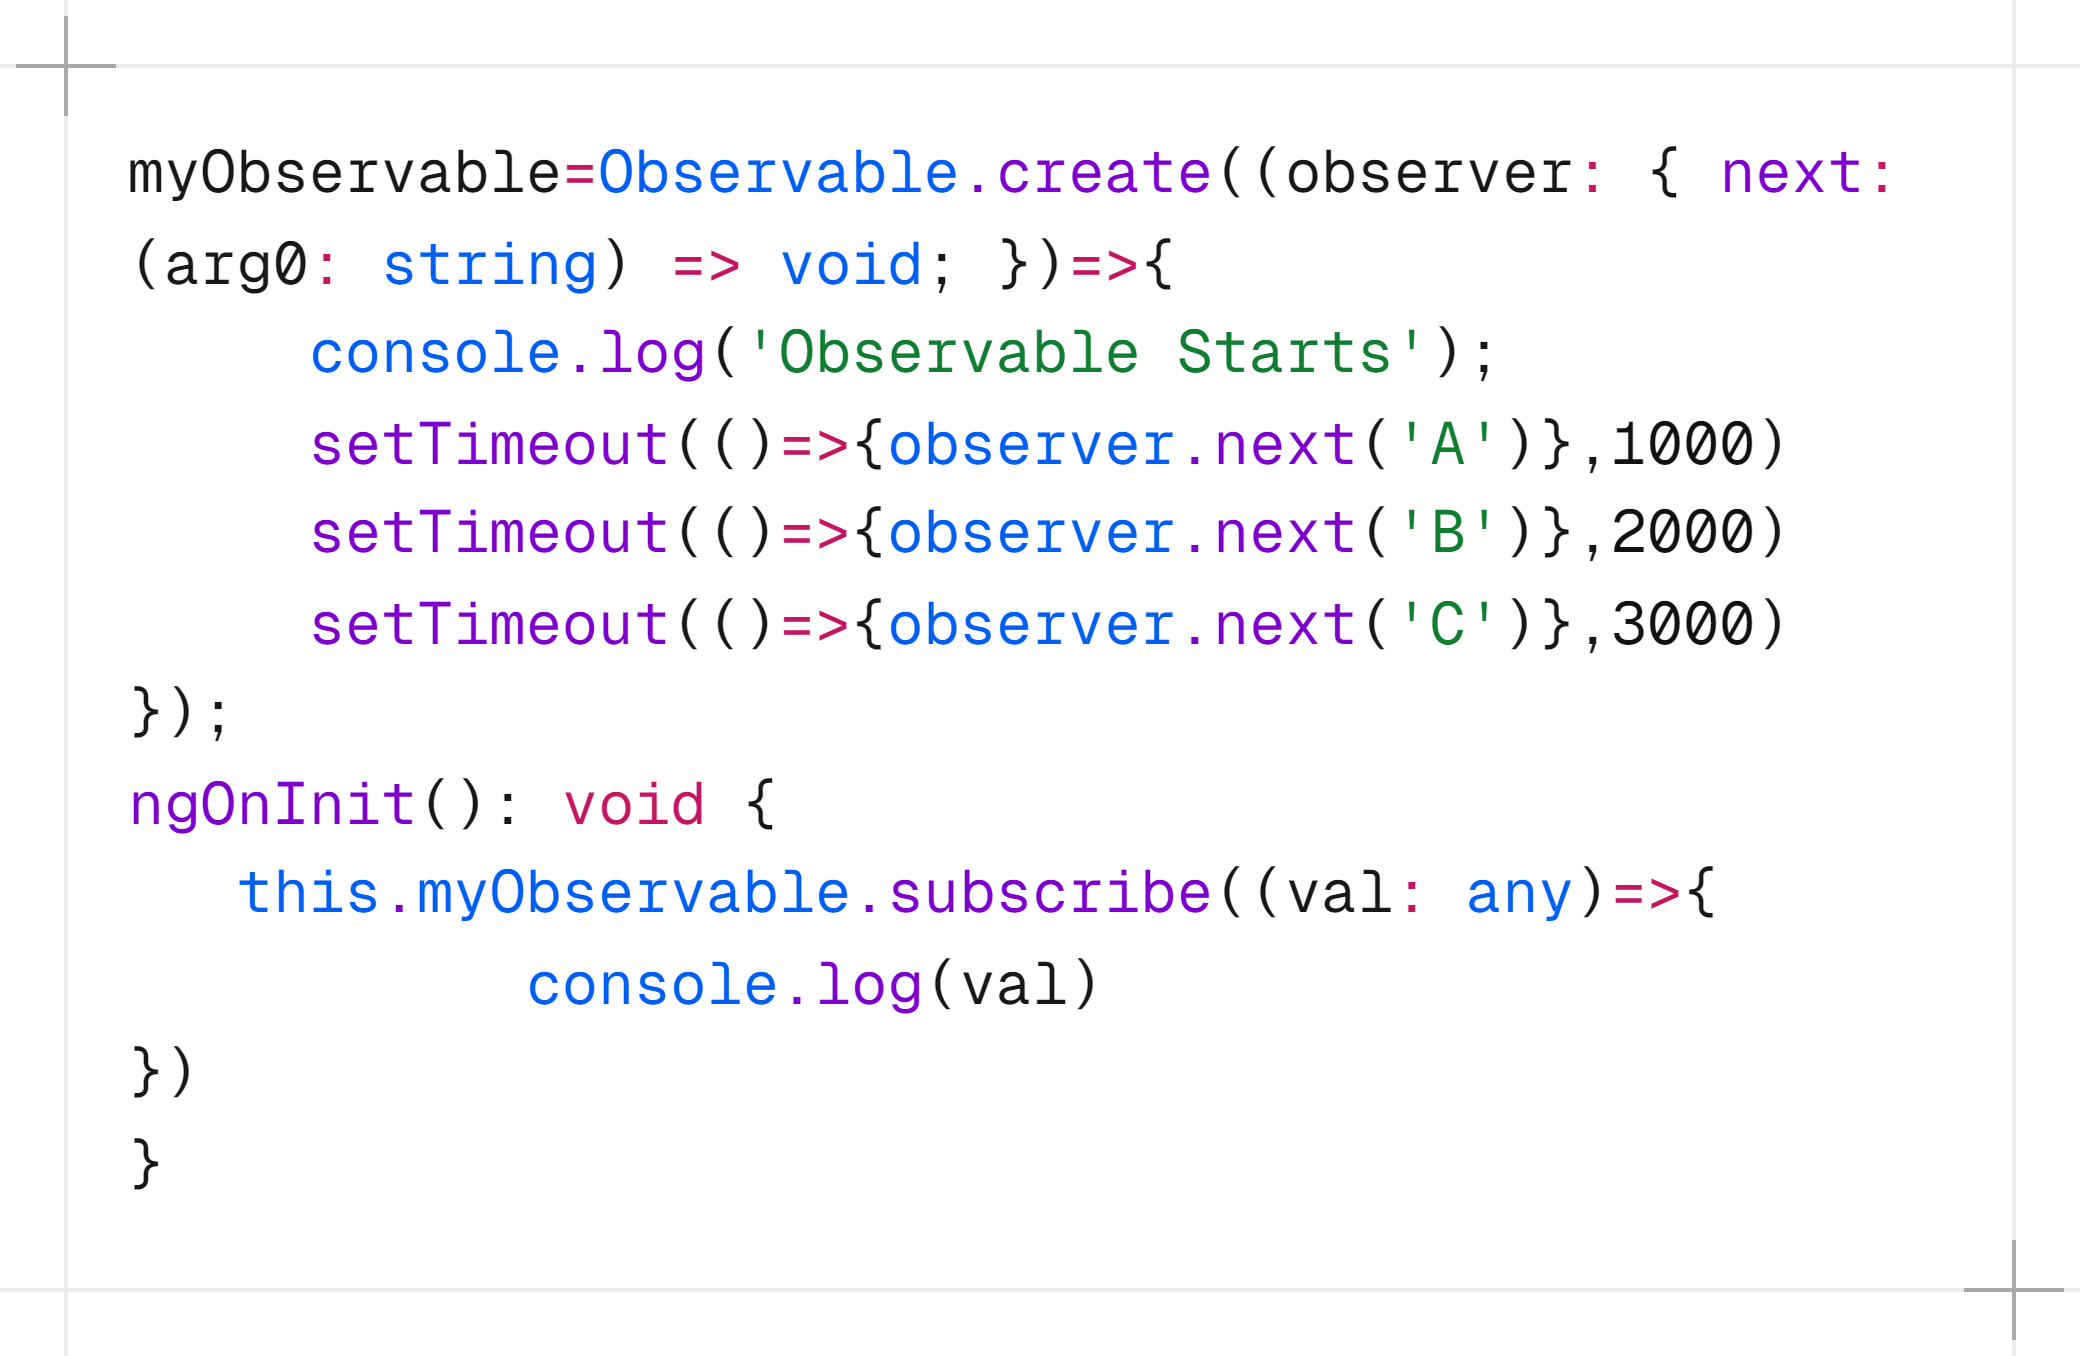 myObservable=Observable.create((observer: { next:
(arg0: string) => void; })=>{
     console.log('Observable Starts');
     setTimeout(()=>{observer.next('A')},1000)
     setTimeout(()=>{observer.next('B')},2000)
     setTimeout(()=>{observer.next('C')},3000)
});
ngOnInit(): void {
   this.myObservable.subscribe((val: any)=>{
           console.log(val)
})
}